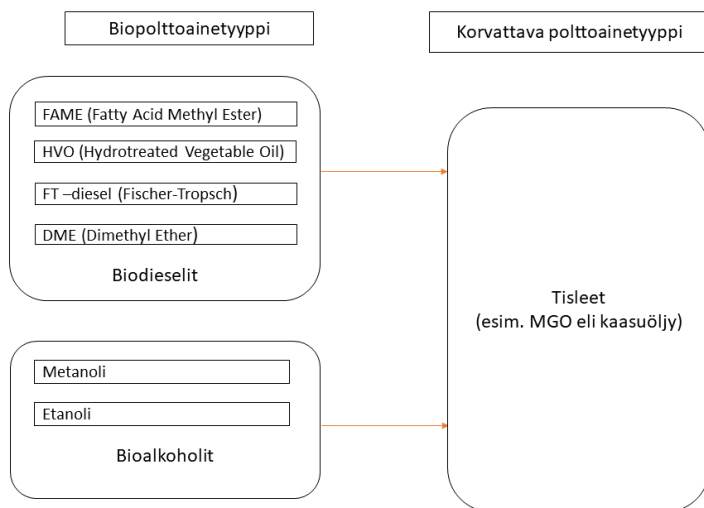 Biopolttoainetyyppi
Korvattava polttoainetyyppi
FAME (Fatty Acid Methyl Ester)
HVO (Hydrotreated Vegetable Oil)
FT –diesel (Fischer-Tropsch)
DME (Dimethyl Ether)
Biodieselit
Tisleet
(esim. MGO eli kaasuöljy)
Metanoli
Etanoli
Bioalkoholit